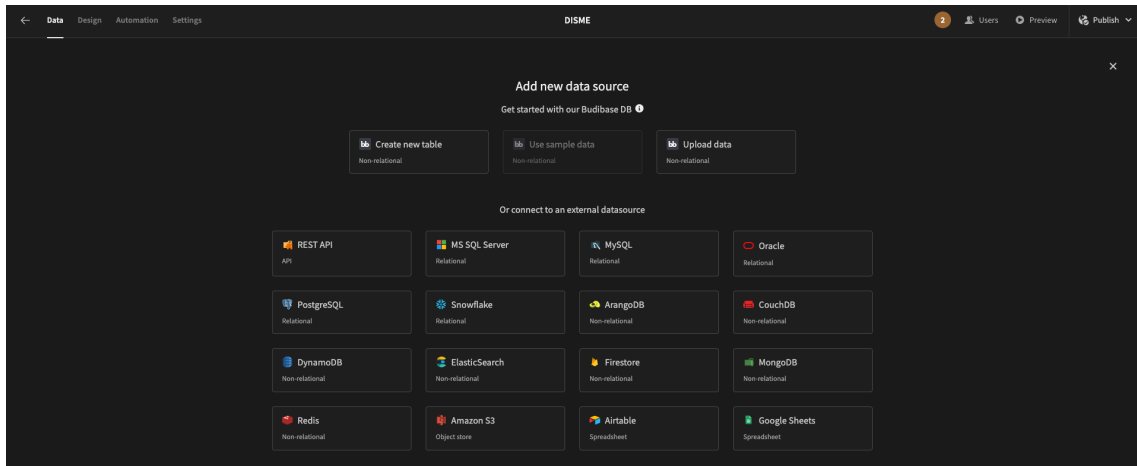 Data Design Automation Settings DISME 2 Users Preview Publish
Add new data source
Get started with our Budibase DB
bb Create new table
Non-relational
bb Use sample data
Non-relational
bb Upload data
Non-relational
Or connect to an external datasource
REST API
API
MS SQL Server
Relational
MySQL
Relational
Oracle
Relational
PostgreSQL
Relational
Snowflake
Relational
ArangoDB
Non-relational
CouchDB
Non-relational
DynamoDB
Non-relational
ElasticSearch
Non-relational
Firestore
Non-relational
MongoDB
Non-relational
Redis
Non-relational
Amazon S3
Object store
Airtable
Spreadsheet
Google Sheets
Spreadsheet